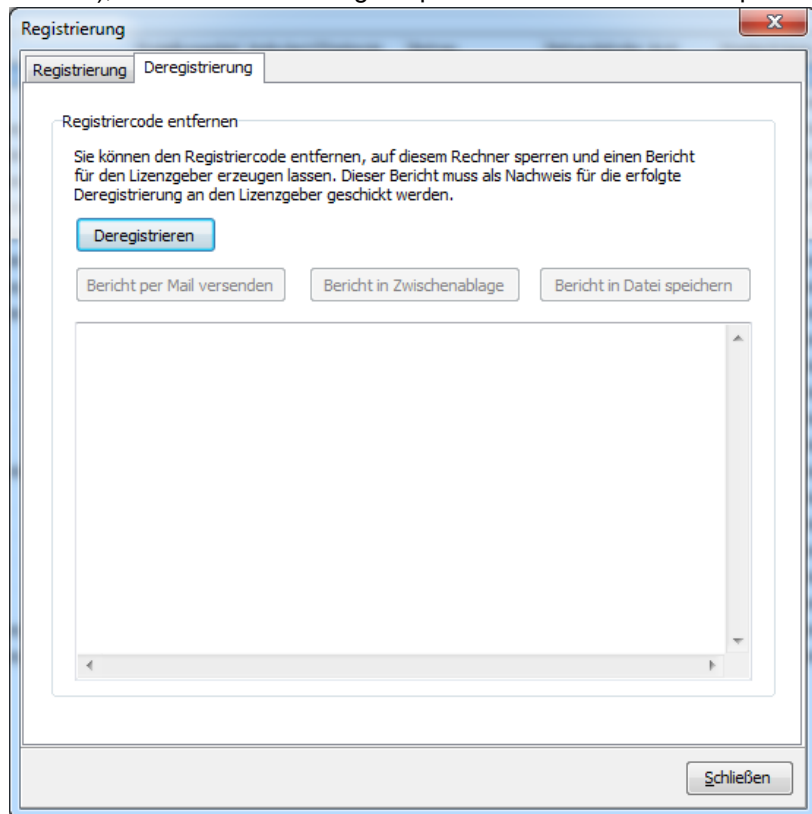 Registrierung
Registrierung Deregistrierung
Registriercode entfernen
Sie können den Registriercode entfernen, auf diesem Rechner sperren und einen Bericht
für den Lizenzgeber erzeugen lassen. Dieser Bericht muss als Nachweis für die erfolgte
Deregistrierung an den Lizenzgeber geschickt werden.
Deregistrieren
Bericht per Mail versenden Bericht in Zwischenablage Bericht in Datei speichern
Schließen